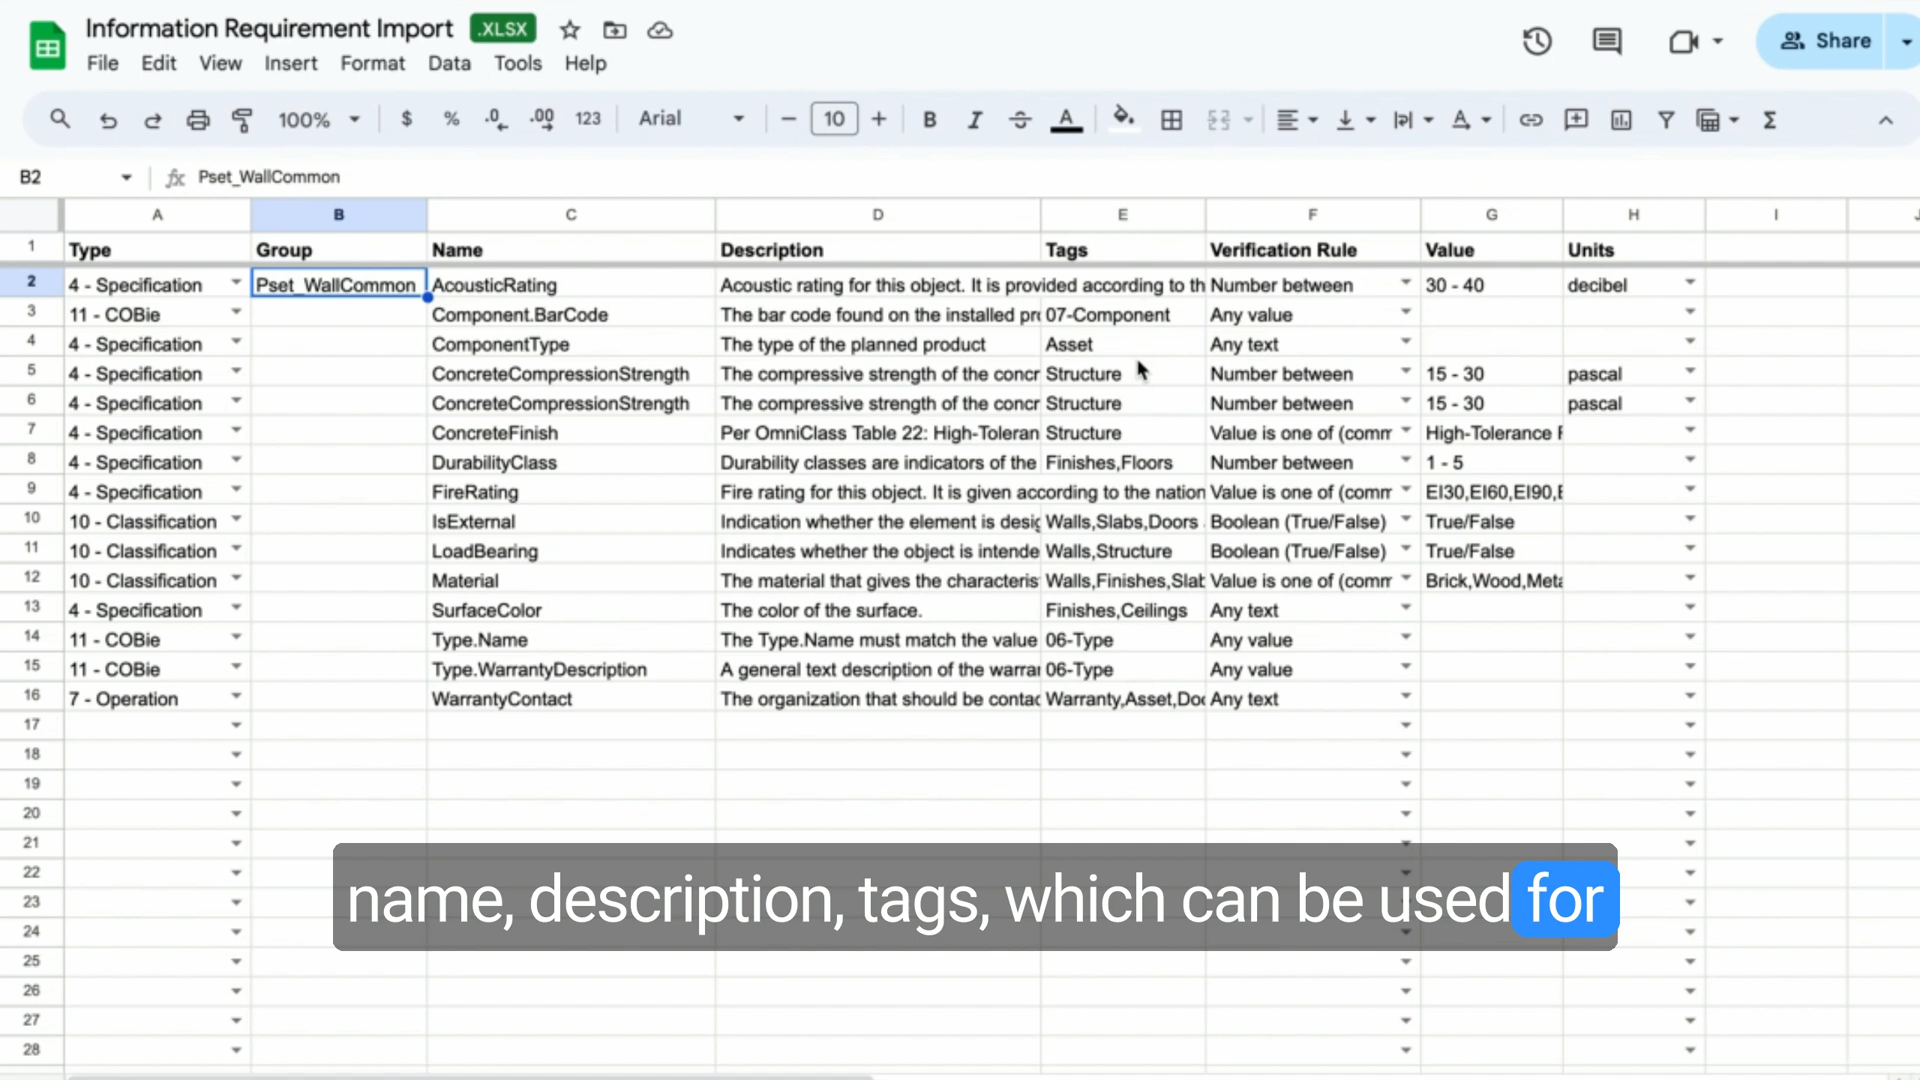 Information Requirement Import .XLSX
File Edit View Insert Format Data Tools Help
Share
100% $ % .0 .00 123 Arial 10 B I A
B2 fx Pset_WallCommon
A B C D E F G H I J
1 Type Group Name Description Tags Verification Rule Value Units
2 4 - Specification Pset_WallCommon AcousticRating Acoustic rating for this object. It is provided according to th Number between 30 - 40 decibel
3 11 - COBie Component.BarCode The bar code found on the installed pr 07-Component Any value
4 4 - Specification ComponentType The type of the planned product Asset Any text
5 4 - Specification ConcreteCompressionStrength The compressive strength of the concr Structure Number between 15 - 30 pascal
6 4 - Specification ConcreteCompressionStrength The compressive strength of the concr Structure Number between 15 - 30 pascal
7 4 - Specification ConcreteFinish Per OmniClass Table 22: High-Toleran Structure Value is one of (comm High-Tolerance F
8 4 - Specification DurabilityClass Durability classes are indicators of the Finishes,Floors Number between 1 - 5
9 4 - Specification FireRating Fire rating for this object. It is given according to the nation Value is one of (comm EI30,EI60,EI90,E
10 10 - Classification IsExternal Indication whether the element is desig Walls,Slabs,Doors Boolean (True/False) True/False
11 10 - Classification LoadBearing Indicates whether the object is intende Walls,Structure Boolean (True/False) True/False
12 10 - Classification Material The material that gives the characteris Walls,Finishes,Slab Value is one of (comm Brick,Wood,Meta
13 4 - Specification SurfaceColor The color of the surface. Finishes,Ceilings Any text
14 11 - COBie Type.Name The Type.Name must match the value 06-Type Any value
15 11 - COBie Type.WarrantyDescription A general text description of the warra 06-Type Any value
16 7 - Operation WarrantyContact The organization that should be contac Warranty,Asset,Doc Any text
17
18
19
20
21
22
23
name, description, tags, which can be used for
24
25
26
27
28